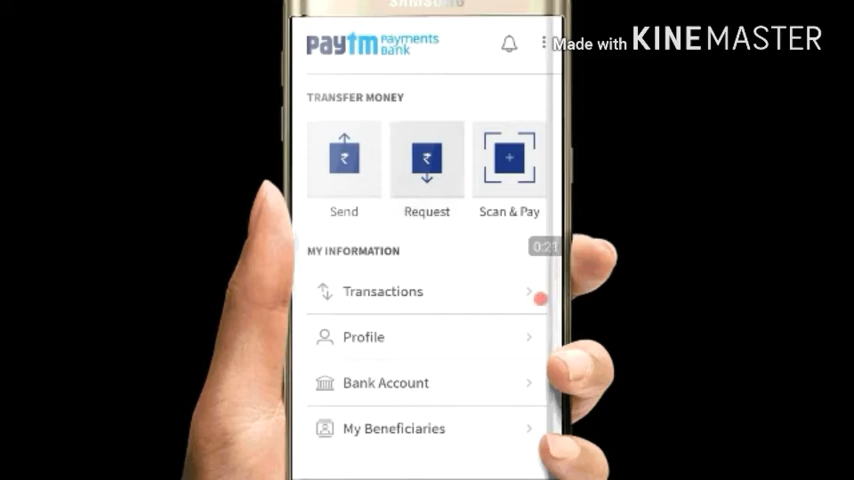 SAMSUNG
paytm Payments Bank
Made with KINEMASTER
TRANSFER MONEY
₹ ₹ +
Send Request Scan & Pay
MY INFORMATION
0:21
Transactions
Profile
Bank Account
My Beneficiaries